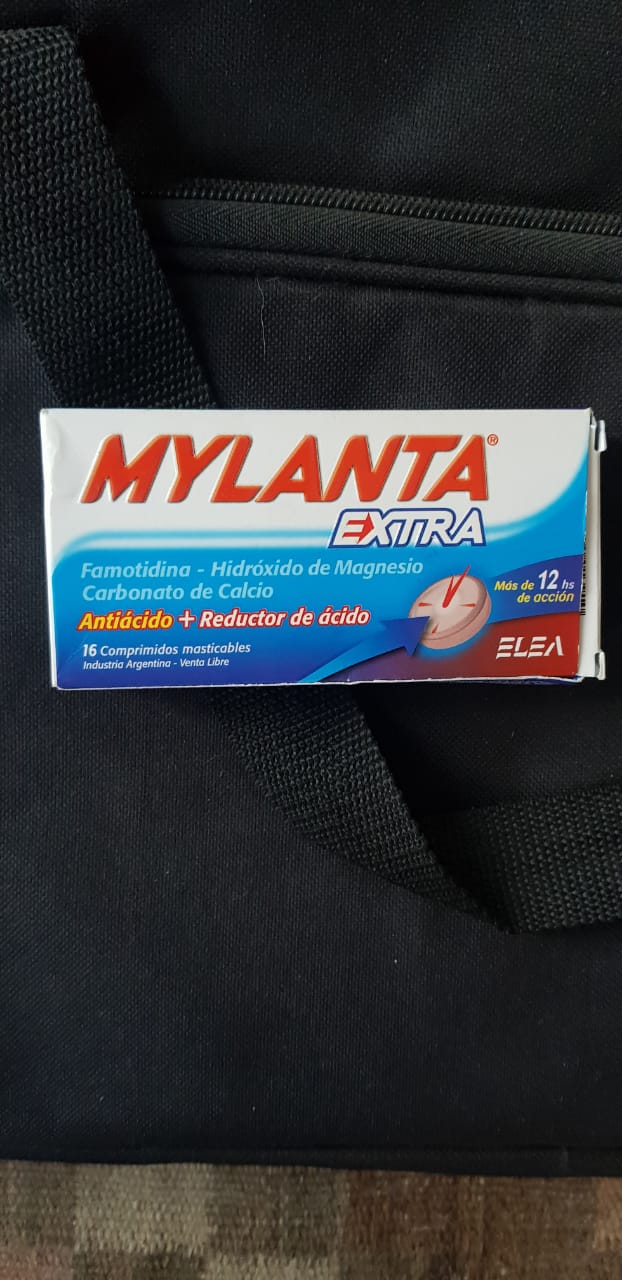 MYLANTA®
EXTRA
Famotidina - Hidróxido de Magnesio
Carbonato de Calcio
Antiácido + Reductor de ácido
16 Comprimidos masticables
Industria Argentina - Venta Libre
Más de 12 hs
de acción
ELEA